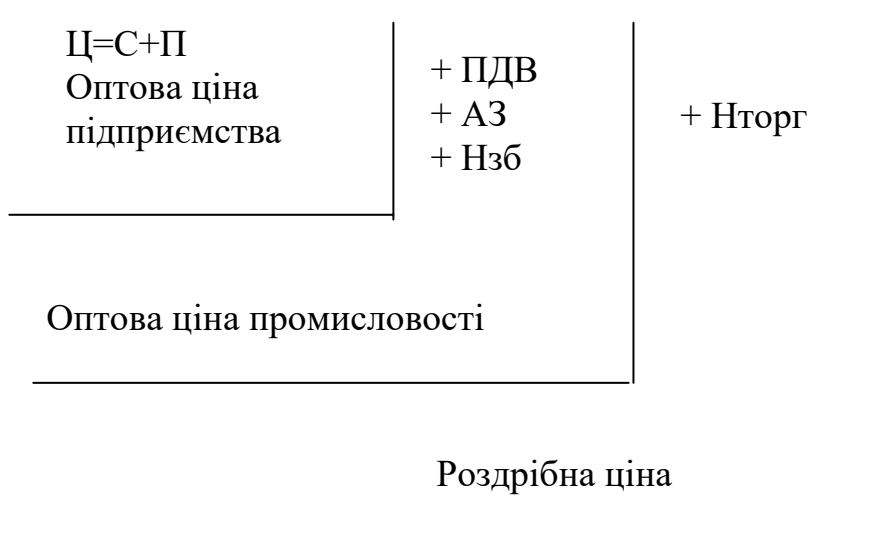 Ц=С+П
Оптова ціна
підприємства
+ ПДВ
+ АЗ
+ Нзб
+ Нторг
Оптова ціна промисловості
Роздрібна ціна